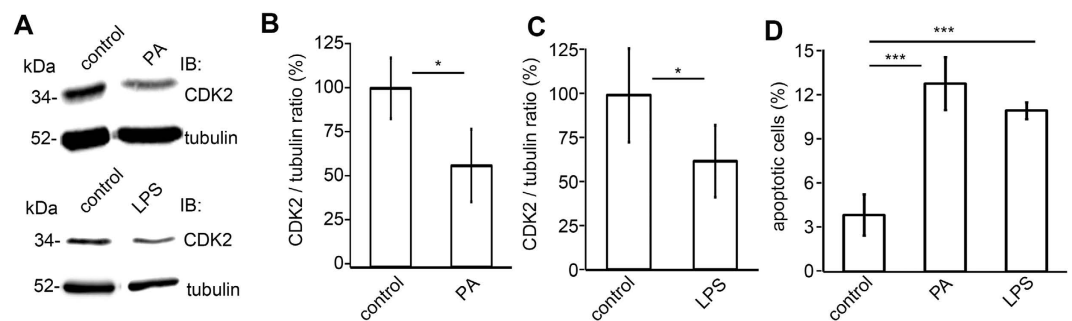 A
control
PA
kDa
IB:
34-
CDK2
52-
tubulin
control
LPS
kDa
IB:
34-
CDK2
52-
tubulin
B
CDK2 / tubulin ratio (%)
125
100
75
50
25
0
*
control
PA
C
CDK2 / tubulin ratio (%)
125
100
75
50
25
0
*
control
LPS
D
apoptotic cells (%)
15
12
9
6
3
0
***
***
control
PA
LPS